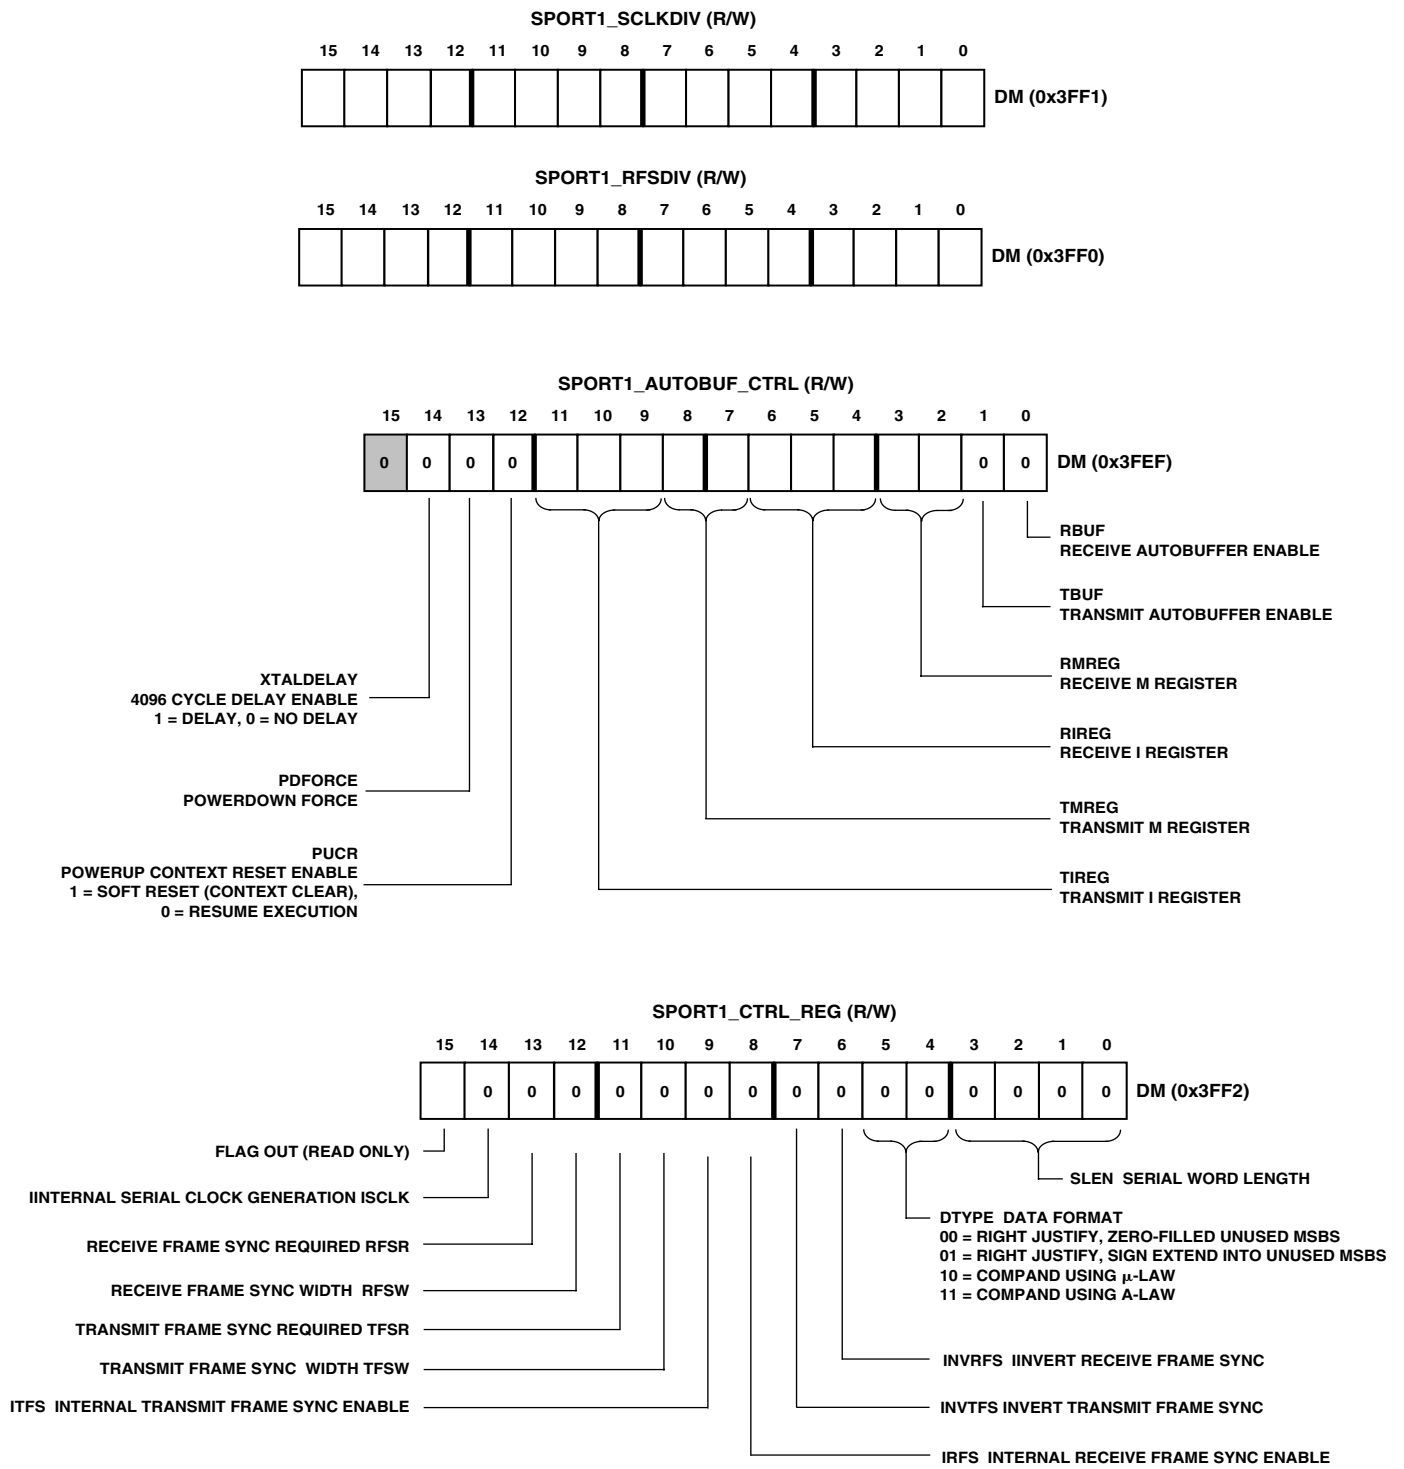 SPORT1_SCLKDIV (R/W)
15 14 13 12 11 10 9 8 7 6 5 4 3 2 1 0
DM (0x3FF1)
SPORT1_RFSDIV (R/W)
15 14 13 12 11 10 9 8 7 6 5 4 3 2 1 0
DM (0x3FF0)
SPORT1_AUTOBUF_CTRL (R/W)
15 14 13 12 11 10 9 8 7 6 5 4 3 2 1 0
0 0 0 0 0 0 DM (0x3FEF)
RBUF
RECEIVE AUTOBUFFER ENABLE
TBUF
TRANSMIT AUTOBUFFER ENABLE
RMREG
RECEIVE M REGISTER
RIREG
RECEIVE I REGISTER
TMREG
TRANSMIT M REGISTER
TIREG
TRANSMIT I REGISTER
XTALDELAY
4096 CYCLE DELAY ENABLE
1 = DELAY, 0 = NO DELAY
PDFORCE
POWERDOWN FORCE
PUCR
POWERUP CONTEXT RESET ENABLE
1 = SOFT RESET (CONTEXT CLEAR),
0 = RESUME EXECUTION
SPORT1_CTRL_REG (R/W)
15 14 13 12 11 10 9 8 7 6 5 4 3 2 1 0
0 0 0 0 0 0 0 0 0 0 0 0 0 0 0 DM (0x3FF2)
FLAG OUT (READ ONLY)
IINTERNAL SERIAL CLOCK GENERATION ISCLK
RECEIVE FRAME SYNC REQUIRED RFSR
RECEIVE FRAME SYNC WIDTH RFSW
TRANSMIT FRAME SYNC REQUIRED TFSR
TRANSMIT FRAME SYNC WIDTH TFSW
ITFS INTERNAL TRANSMIT FRAME SYNC ENABLE
SLEN SERIAL WORD LENGTH
DTYPE DATA FORMAT
00 = RIGHT JUSTIFY, ZERO-FILLED UNUSED MSBS
01 = RIGHT JUSTIFY, SIGN EXTEND INTO UNUSED MSBS
10 = COMPAND USING μ-LAW
11 = COMPAND USING A-LAW
INVRFS IINVERT RECEIVE FRAME SYNC
INVTFS INVERT TRANSMIT FRAME SYNC
IRFS INTERNAL RECEIVE FRAME SYNC ENABLE